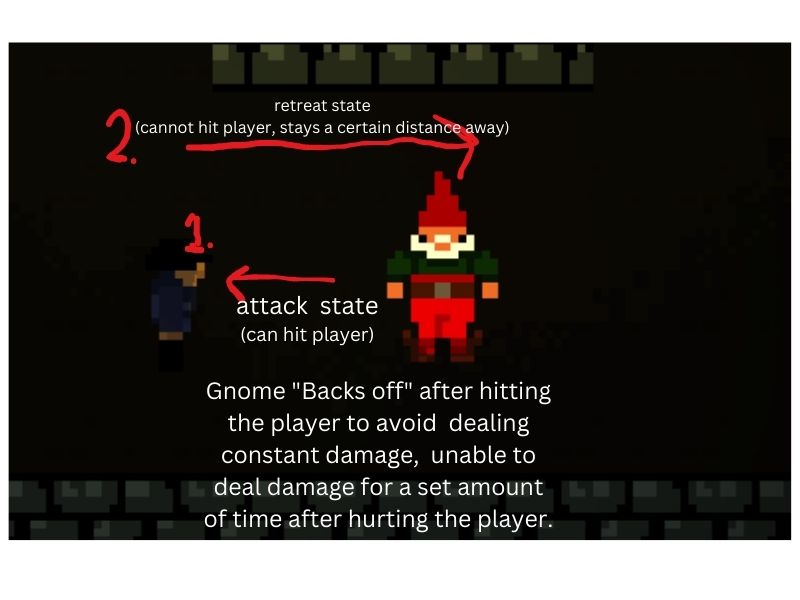 retreat state
2. (cannot hit player, stays a certain distance away)
1.
attack state
(can hit player)
Gnome "Backs off" after hitting
the player to avoid dealing
constant damage, unable to
deal damage for a set amount
of time after hurting the player.